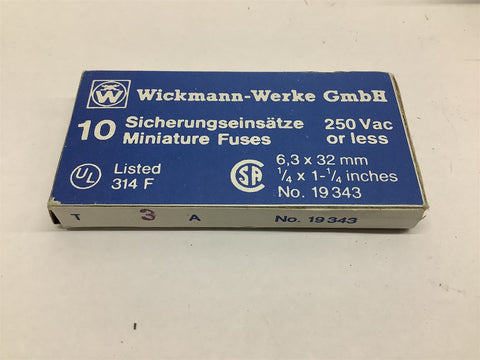 W Wickmann-Werke GmbH
10 Sicherungseinsätze 250 Vac
Miniature Fuses or less
UL Listed
314 F
CSA
6,3 x 32 mm
1/4 x 1-1/4 inches
No. 19 343
T 3 A No. 19 343